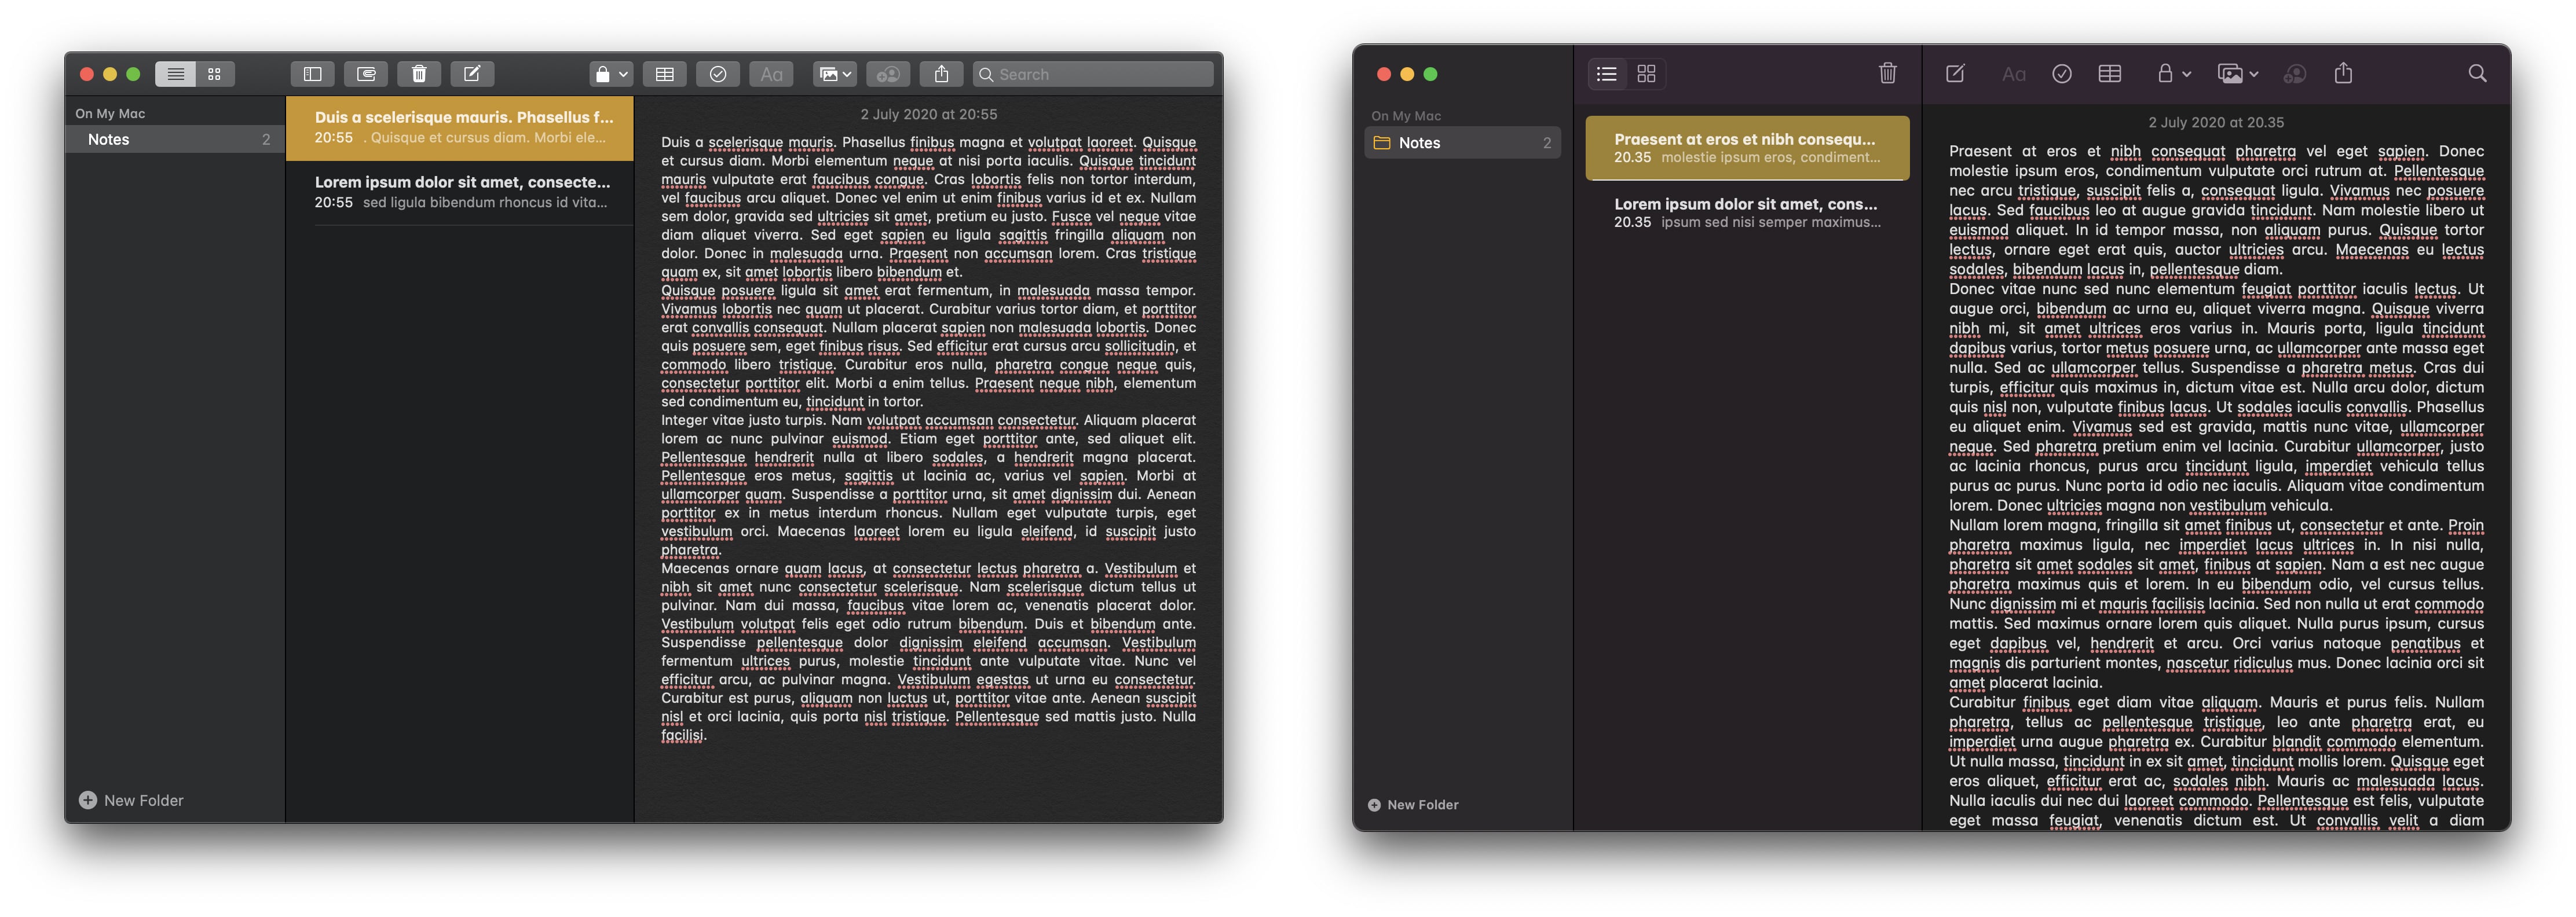 Search
On My Mac
Notes 2
New Folder
Duis a scelerisque mauris. Phasellus f...
20:55 . Quisque et cursus diam. Morbi ele...
Lorem ipsum dolor sit amet, consecte...
20:55 sed ligula bibendum rhoncus id vita...
Aa
2 July 2020 at 20:55
Duis a scelerisque mauris. Phasellus finibus magna et volutpat laoreet. Quisque
et cursus diam. Morbi elementum neque at nisi porta iaculis. Quisque tincidunt
mauris vulputate erat faucibus congue. Cras lobortis felis non tortor interdum,
vel faucibus arcu aliquet. Donec vel enim ut enim finibus varius id et ex. Nullam
sem dolor, gravida sed ultricies sit amet, pretium eu justo. Fusce vel neque vitae
diam aliquet viverra. Sed eget sapien eu ligula sagittis fringilla aliquam non
dolor. Donec in malesuada urna. Praesent non accumsan lorem. Cras tristique
quam ex, sit amet lobortis libero bibendum et.
Quisque posuere ligula sit amet erat fermentum, in malesuada massa tempor.
Vivamus lobortis nec quam ut placerat. Curabitur varius tortor diam, et porttitor
erat convallis consequat. Nullam placerat sapien non malesuada lobortis. Donec
quis posuere sem, eget finibus risus. Sed efficitur erat cursus arcu sollicitudin, et
commodo libero tristique. Curabitur eros nulla, pharetra congue neque quis,
consectetur porttitor elit. Morbi a enim tellus. Praesent neque nibh, elementum
sed condimentum eu, tincidunt in tortor.
Integer vitae justo turpis. Nam volutpat accumsan consectetur. Aliquam placerat
lorem ac nunc pulvinar euismod. Etiam eget porttitor ante, sed aliquet elit.
Pellentesque hendrerit nulla at libero sodales, a hendrerit magna placerat.
Pellentesque eros metus, sagittis ut lacinia ac, varius vel sapien. Morbi at
ullamcorper quam. Suspendisse a porttitor urna, sit amet dignissim dui. Aenean
porttitor ex in metus interdum rhoncus. Nullam eget vulputate turpis, eget
vestibulum orci. Maecenas laoreet lorem eu ligula eleifend, id suscipit justo
pharetra.
Maecenas ornare quam lacus, at consectetur lectus pharetra a. Vestibulum et
nibh sit amet nunc consectetur scelerisque. Nam scelerisque dictum tellus ut
pulvinar. Nam dui massa, faucibus vitae lorem ac, venenatis placerat dolor.
Vestibulum volutpat felis eget odio rutrum bibendum. Duis et bibendum ante.
Suspendisse pellentesque dolor dignissim eleifend accumsan. Vestibulum
fermentum ultrices purus, molestie tincidunt ante vulputate vitae. Nunc vel
efficitur arcu, ac pulvinar magna. Vestibulum egestas ut urna eu consectetur.
Curabitur est purus, aliquam non luctus ut, porttitor vitae ante. Aenean suscipit
nisl et orci lacinia, quis porta nisl tristique. Pellentesque sed mattis justo. Nulla
facilisi.
On My Mac
Notes 2
New Folder
Praesent at eros et nibh consequ...
20.35 molestie ipsum eros, condiment...
Lorem ipsum dolor sit amet, cons...
20.35 ipsum sed nisi semper maximus...
Aa
2 July 2020 at 20.35
Praesent at eros et nibh consequat pharetra vel eget sapien. Donec
molestie ipsum eros, condimentum vulputate orci rutrum at. Pellentesque
nec arcu tristique, suscipit felis a, consequat ligula. Vivamus nec posuere
lacus. Sed faucibus leo at augue gravida tincidunt. Nam molestie libero ut
euismod aliquet. In id tempor massa, non aliquam purus. Quisque tortor
lectus, ornare eget erat quis, auctor ultricies arcu. Maecenas eu lectus
sodales, bibendum lacus in, pellentesque diam.
Donec vitae nunc sed nunc elementum feugiat porttitor iaculis lectus. Ut
augue orci, bibendum ac urna eu, aliquet viverra magna. Quisque viverra
nibh mi, sit amet ultrices eros varius in. Mauris porta, ligula tincidunt
dapibus varius, tortor metus posuere urna, ac ullamcorper ante massa eget
nulla. Sed ac ullamcorper tellus. Suspendisse a pharetra metus. Cras dui
turpis, efficitur quis maximus in, dictum vitae est. Nulla arcu dolor, dictum
quis nisl non, vulputate finibus lacus. Ut sodales iaculis convallis. Phasellus
eu aliquet enim. Vivamus sed est gravida, mattis nunc vitae, ullamcorper
neque. Sed pharetra pretium enim vel lacinia. Curabitur ullamcorper, justo
ac lacinia rhoncus, purus arcu tincidunt ligula, imperdiet vehicula tellus
purus ac purus. Nunc porta id odio nec iaculis. Aliquam vitae condimentum
lorem. Donec ultricies magna non vestibulum vehicula.
Nullam lorem magna, fringilla sit amet finibus ut, consectetur et ante. Proin
pharetra maximus ligula, nec imperdiet lacus ultrices in. In nisi nulla,
pharetra sit amet sodales sit amet, finibus at sapien. Nam a est nec augue
pharetra maximus quis et lorem. In eu bibendum odio, vel cursus tellus.
Nunc dignissim mi et mauris facilisis lacinia. Sed non nulla ut erat commodo
mattis. Sed maximus ornare lorem quis aliquet. Nulla purus ipsum, cursus
eget dapibus vel, hendrerit et arcu. Orci varius natoque penatibus et
magnis dis parturient montes, nascetur ridiculus mus. Donec lacinia orci sit
amet placerat lacinia.
Curabitur finibus eget diam vitae aliquam. Mauris et purus felis. Nullam
pharetra, tellus ac pellentesque tristique, leo ante pharetra erat, eu
imperdiet urna augue pharetra ex. Curabitur blandit commodo elementum.
Ut nulla massa, tincidunt in ex sit amet, tincidunt mollis lorem. Quisque eget
eros aliquet, efficitur erat ac, sodales nibh. Mauris ac malesuada lacus.
Nulla iaculis dui nec dui laoreet commodo. Pellentesque est felis, vulputate
eget massa feugiat, venenatis dictum est. Ut convallis velit a diam